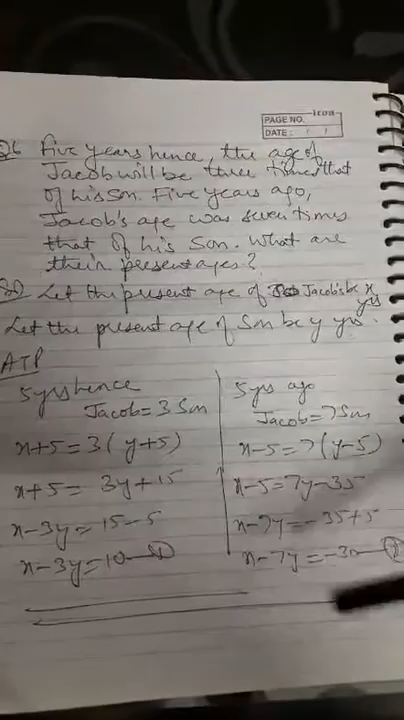 icon
PAGE NO.
DATE: / /
Q6 Five years hence, the age of
Jacob will be three times that
of his son. Five years ago,
Jacob's age was seven times
that of his son. What are
their present ages?
Let the present age of Jacob's be x yrs
Let the present age of Son be y yrs.
ATP
5yrs hence
Jacob = 3 Son
x+5 = 3(y+5)
x+5 = 3y+15
x-3y = 15-5
x-3y = 10 — (1)
5yrs ago
Jacob = 7 Son
x-5 = 7(y-5)
x-5 = 7y-35
x-7y = -35+5
x-7y = -30 —